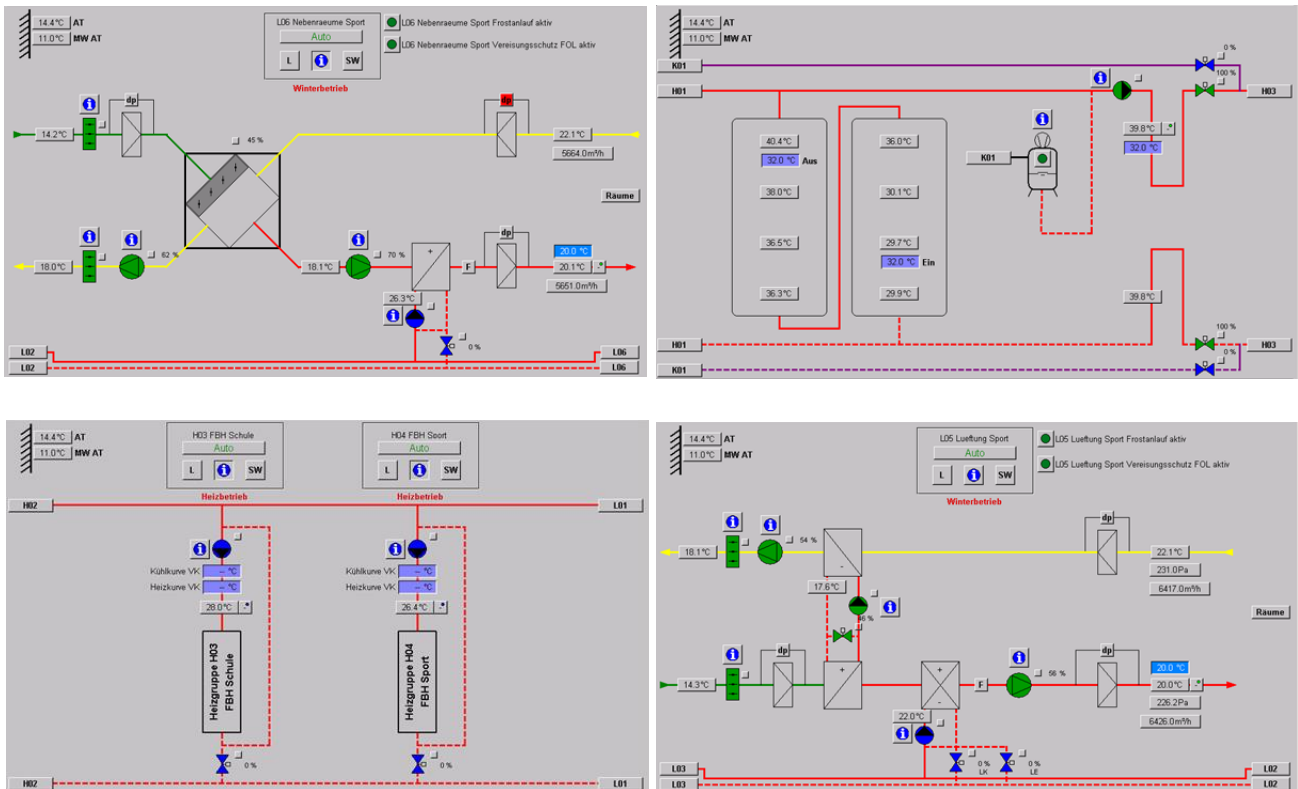 14.4°C AT
11.0°C MW AT
L06 Nebenraeume Sport
Auto
L i SW
Winterbetrieb
L06 Nebenraeume Sport Frostanlauf aktiv
L06 Nebenraeume Sport Vereisungsschutz FOL aktiv
i
dp
14.2°C
45 %
dp
22.1°C
5664.0m³/h
Räume
i
i
18.0°C
62 %
i
18.1°C
70 %
+
-
F
dp
20.0 °C
20.1°C
5651.0m³/h
26.3°C
i
0 %
L02
L06
L02
L06
14.4°C AT
11.0°C MW AT
0 %
K01
100 %
H01
i
H03
40.4°C
32.0 °C Aus
38.0°C
36.5°C
36.3°C
36.0°C
30.1°C
29.7°C
32.0 °C Ein
29.9°C
i
K01
39.8°C
32.0 °C
39.8°C
100 %
H01
H03
0 %
K01
14.4°C AT
11.0°C MW AT
H03 FBH Schule
Auto
L i SW
Heizbetrieb
H04 FBH Sport
Auto
L i SW
Heizbetrieb
H02
L01
i
Kühlkurve VK -- °C
Heizkurve VK -- °C
28.0°C
Heizgruppe H03
FBH Schule
0 %
i
Kühlkurve VK -- °C
Heizkurve VK -- °C
26.4°C
Heizgruppe H04
FBH Sport
0 %
H02
L01
14.4°C AT
11.0°C MW AT
L05 Lueftung Sport
Auto
L i SW
Winterbetrieb
L05 Lueftung Sport Frostanlauf aktiv
L05 Lueftung Sport Vereisungsschutz FOL aktiv
i
i
18.1°C
54 %
-
dp
22.1°C
231.0Pa
6417.0m³/h
17.6°C
i
46 %
Räume
i
dp
14.3°C
+
+
-
F
i
56 %
dp
20.0 °C
20.0°C
226.2Pa
6426.0m³/h
22.0°C
i
0 %
LK
0 %
LE
L03
L02
L03
L02